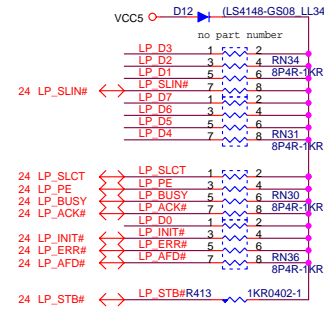 VCC5 D12 (LS4148-GS08_LL34
no part number
LP_D3 1 2
LP_D2 3 4 RN34
LP_D1 5 6 8P4R-1KR
24 LP_SLIN# LP_SLIN# 7 8
LP_D7 1 2
LP_D6 3 4
LP_D5 5 6 RN31
LP_D4 7 8 8P4R-1KR
24 LP_SLCT LP_SLCT 1 2
24 LP_PE LP_PE 3 4
24 LP_BUSY LP_BUSY 5 6 RN30
24 LP_ACK# LP_ACK# 7 8 8P4R-1KR
LP_D0 1 2
24 LP_INIT# LP_INIT# 3 4
24 LP_ERR# LP_ERR# 5 6
24 LP_AFD# LP_AFD# 7 8 RN36
8P4R-1KR
24 LP_STB# LP_STB# R413 1KR0402-1